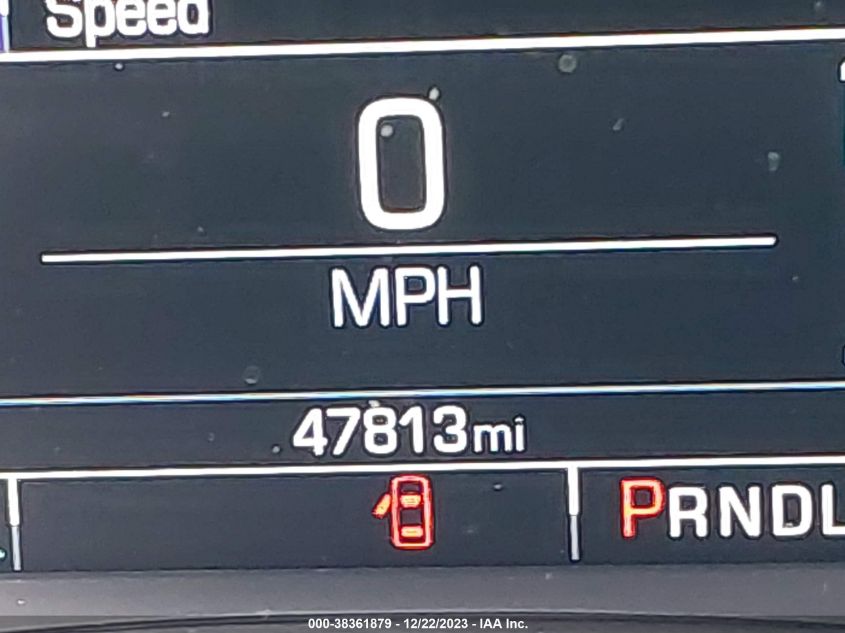 Speed
0
MPH
47813mi
PRNDL
000-38361879 - 12/22/2023 - IAA Inc.